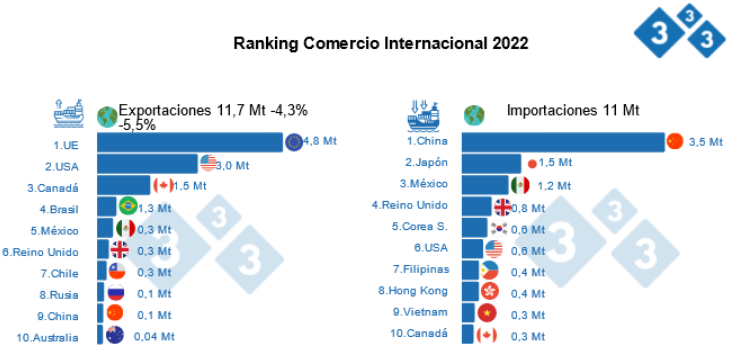 Ranking Comercio Internacional 2022
3 3 3
Exportaciones 11,7 Mt -4,3%
-5,5%
1.UE 4,8 Mt
2.USA 3,0 Mt
3.Canadá 1,5 Mt
4.Brasil 1,3 Mt
5.México 0,3 Mt
6.Reino Unido 0,3 Mt
7.Chile 0,3 Mt
8.Rusia 0,1 Mt
9.China 0,1 Mt
10.Australia 0,04 Mt
3 3 3
Importaciones 11 Mt
1.China 3,5 Mt
2.Japón 1,5 Mt
3.México 1,2 Mt
4.Reino Unido 0,8 Mt
5.Corea S. 0,6 Mt
6.USA 0,6 Mt
7.Filipinas 0,4 Mt
8.Hong Kong 0,4 Mt
9.Vietnam 0,3 Mt
10.Canadá 0,3 Mt
3 3 3